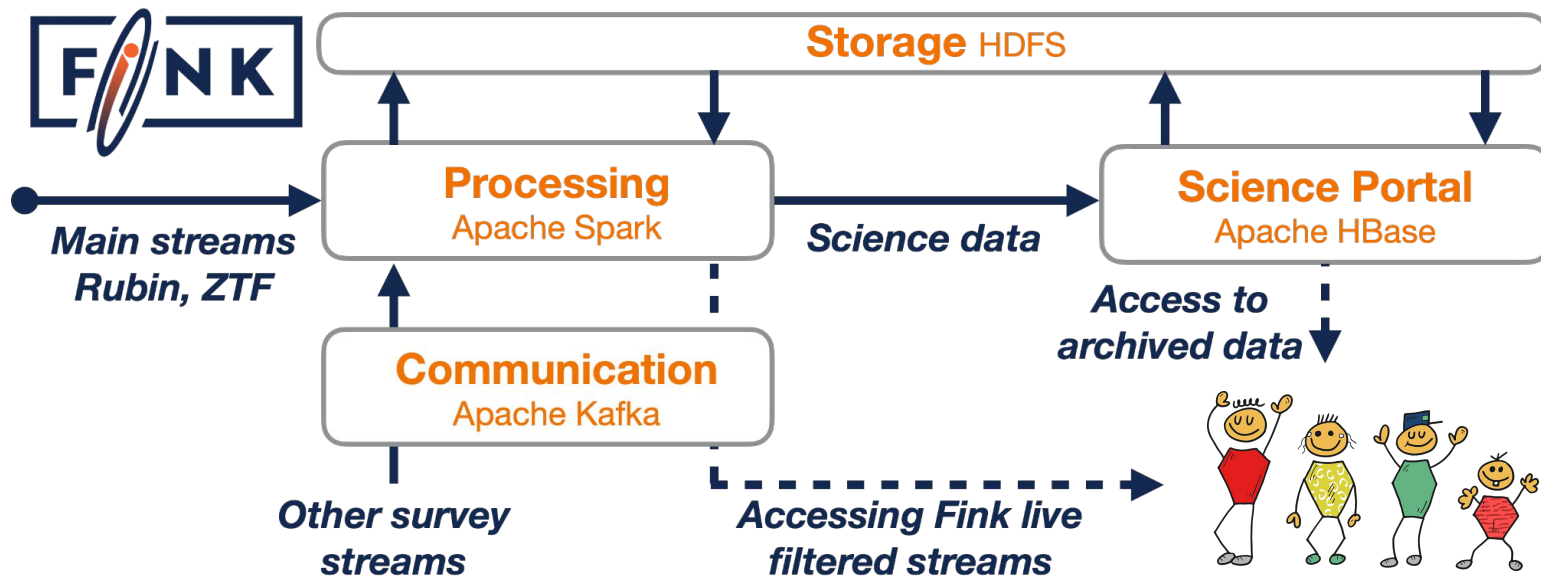 FiNK
Storage HDFS
Processing
Apache Spark
Science Portal
Apache HBase
Main streams
Rubin, ZTF
Science data
Communication
Apache Kafka
Access to
archived data
Other survey
streams
Accessing Fink live
filtered streams